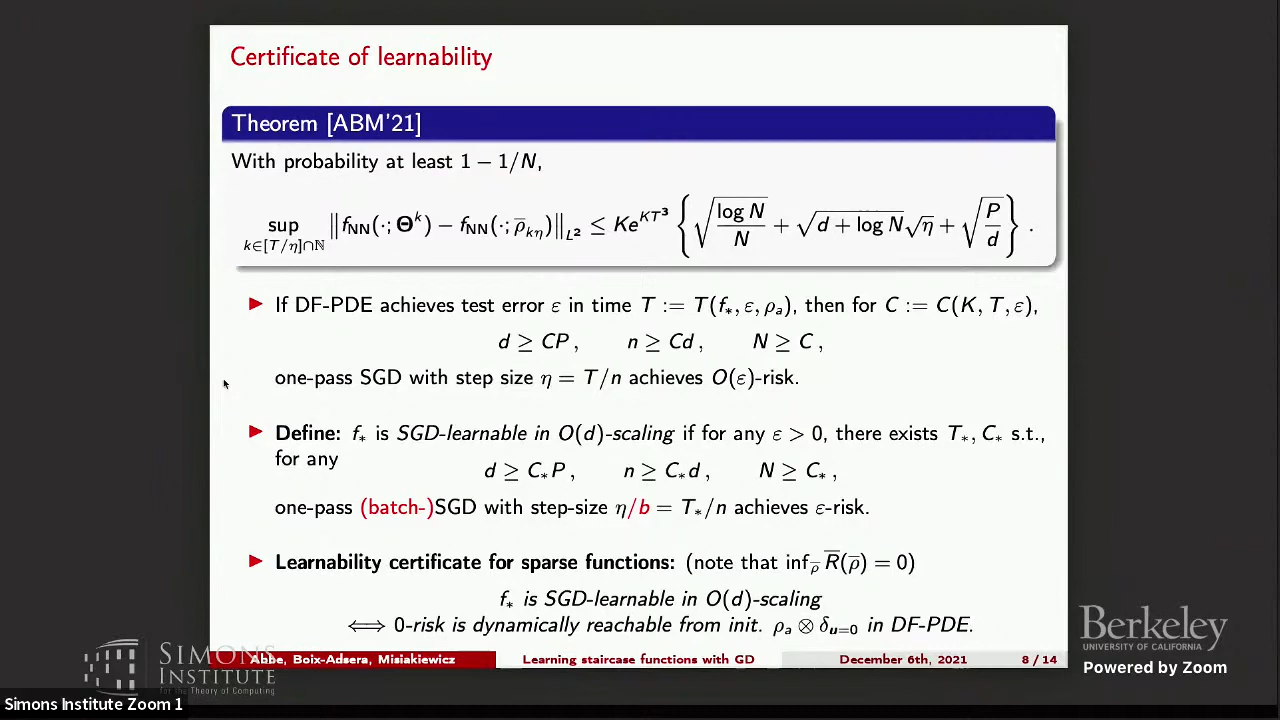 Certificate of learnability
Theorem [ABM'21]
With probability at least 1 − 1/N,
sup_{k∈[T/η]∩ℕ} ‖f_NN(·; Θ^k) − f_NN(·; ρ̄_{kη})‖_{L²} ≤ Ke^{KT³} { √(log N / N) + √(d + log N) √η + √(P / d) } .
▶ If DF-PDE achieves test error ε in time T := T(f_*, ε, ρ_a), then for C := C(K, T, ε),
d ≥ CP , n ≥ Cd , N ≥ C ,
one-pass SGD with step size η = T/n achieves O(ε)-risk.
▶ Define: f_* is SGD-learnable in O(d)-scaling if for any ε > 0, there exists T_*, C_* s.t.,
for any
d ≥ C_*P , n ≥ C_*d , N ≥ C_* ,
one-pass (batch-)SGD with step-size η/b = T_*/n achieves ε-risk.
▶ Learnability certificate for sparse functions: (note that inf_ρ̄ R̄(ρ̄) = 0)
f_* is SGD-learnable in O(d)-scaling
⟺ 0-risk is dynamically reachable from init. ρ_a ⊗ δ_{u=0} in DF-PDE.
Abbe, Boix-Adsera, Misiakiewicz Learning staircase functions with GD December 6th, 2021 8 / 14
SIMONS
INSTITUTE
for the Theory of Computing
Berkeley
UNIVERSITY OF CALIFORNIA
Powered by Zoom
Simons Institute Zoom 1